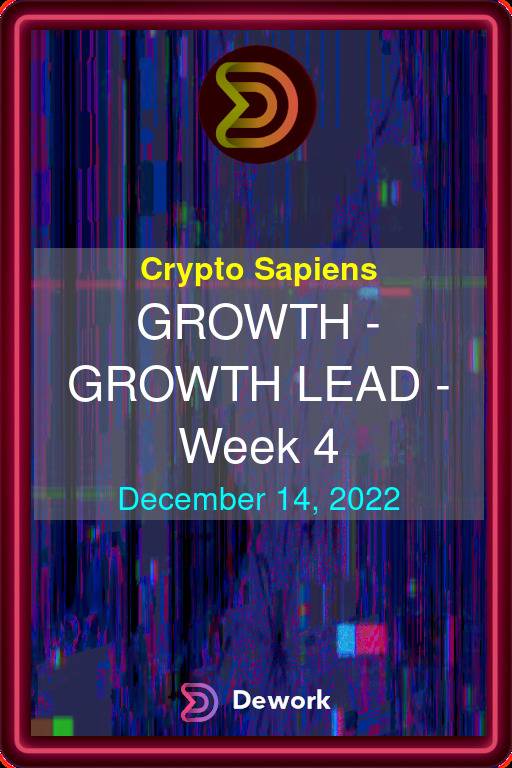 Crypto Sapiens
GROWTH -
GROWTH LEAD -
Week 4
December 14, 2022
Dework